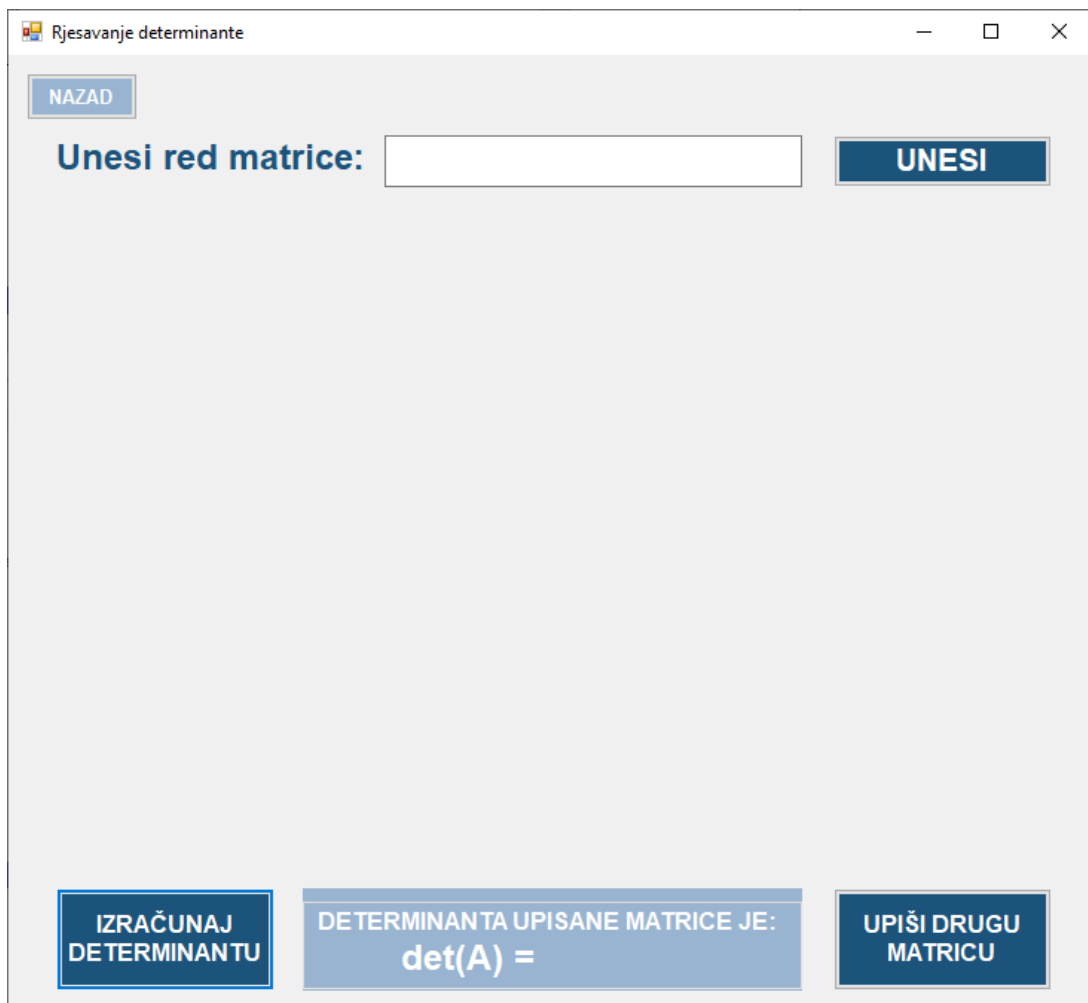 Rjesavanje determinante
NAZAD
Unesi red matrice:
UNESI
IZRAČUNAJ
DETERMINANTU
DETERMINANTA UPISANE MATRICE JE:
det(A) =
UPIŠI DRUGU
MATRICU